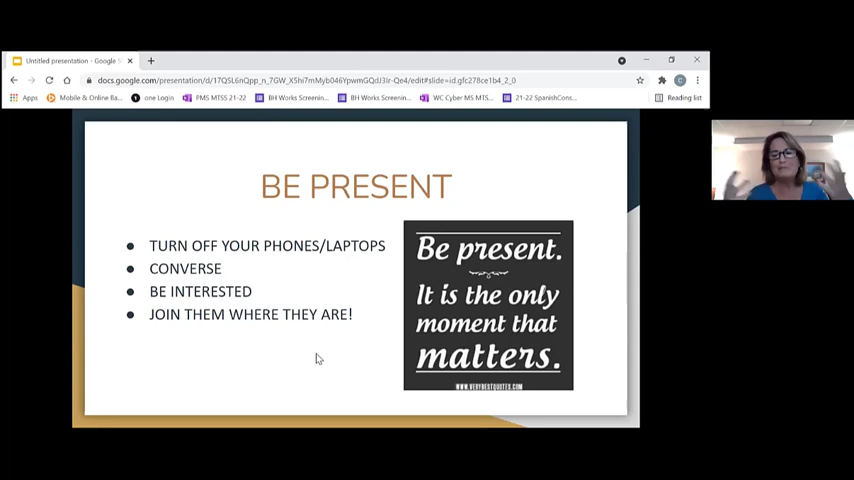 Untitled presentation - Google S
docs.google.com/presentation/d/17QSL6nQpp_n_7GW_X5hi7mMyb046YpwmGQdJ3Ir-Qe4/edit#slide=id.gfc278ce1b4_2_0
Apps Mobile & Online Ba... one Login PMS MTSS 21-22 BH Works Screenin... BH Works Screenin... WC Cyber MS MTS... 21-22 SpanishCons... Reading list
BE PRESENT
● TURN OFF YOUR PHONES/LAPTOPS
● CONVERSE
● BE INTERESTED
● JOIN THEM WHERE THEY ARE!
Be present.
It is the only
moment that
matters.
WWW.VERYBESTQUOTES.COM